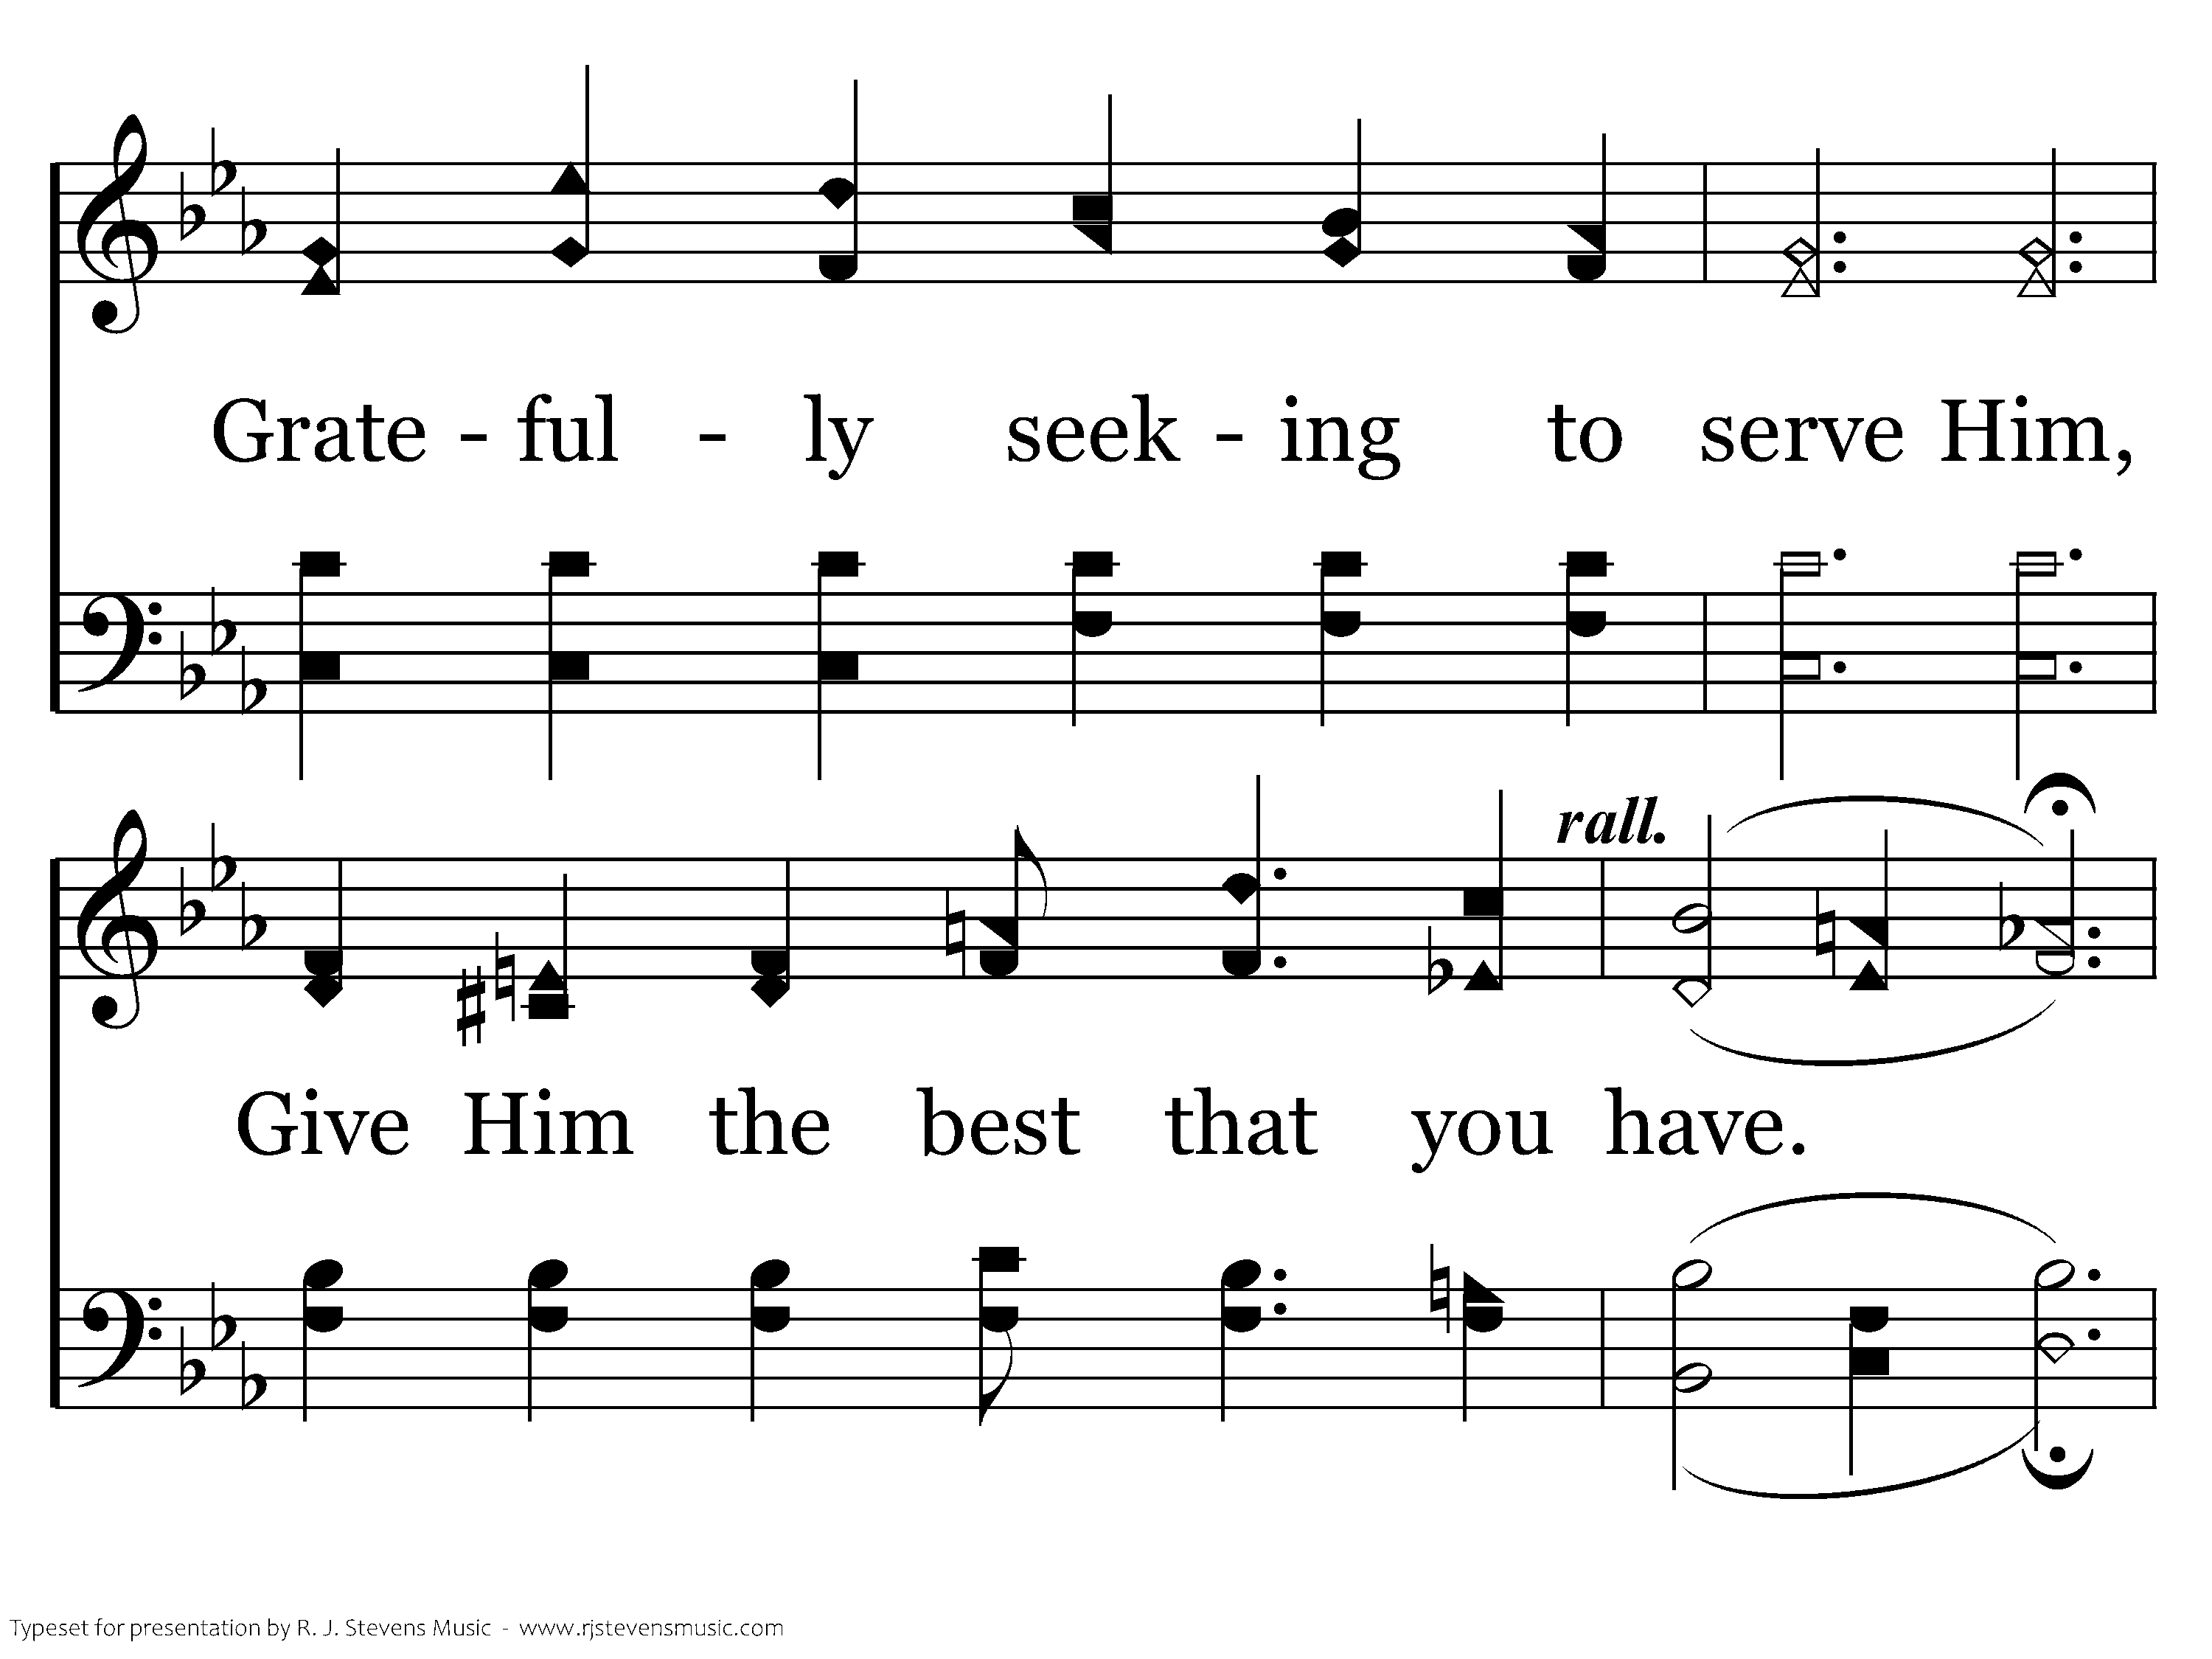 Grate - ful - ly seek - ing to serve Him,
rall.
Give Him the best that you have.
Typeset for presentation by R. J. Stevens Music - www.rjstevensmusic.com